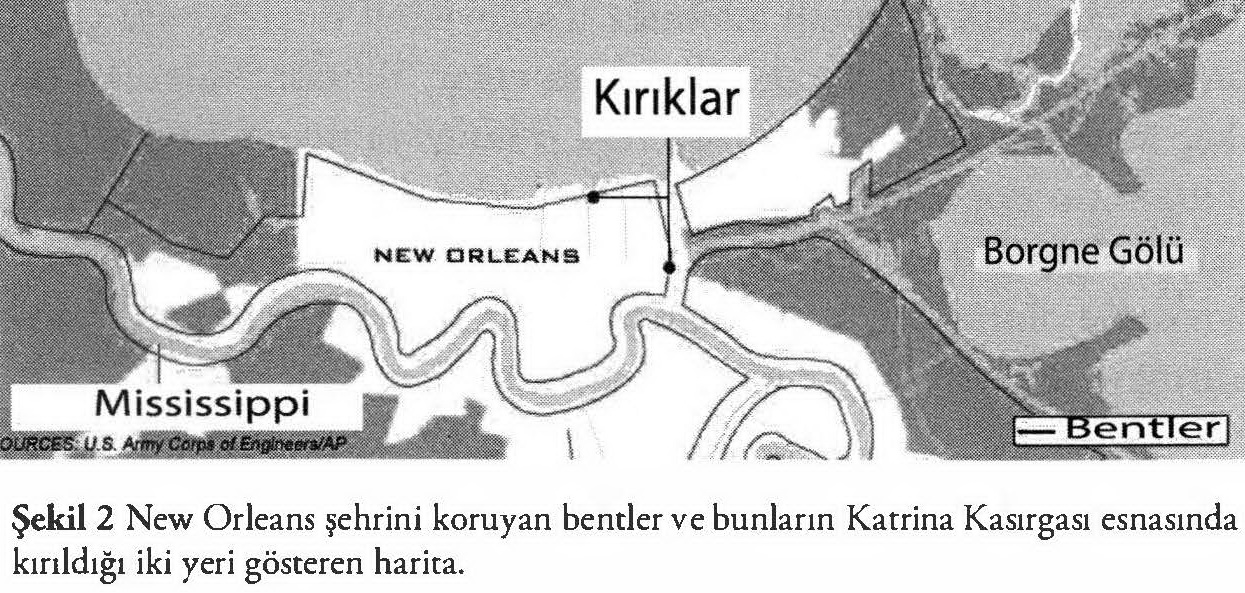 Kırıklar
NEW ORLEANS
Borgne Gölü
Mississippi
OURCES: U.S. Army Corps of Engineers/AP
Bentler
Şekil 2 New Orleans şehrini koruyan bentler ve bunların Katrina Kasırgası esnasında
kırıldığı iki yeri gösteren harita.